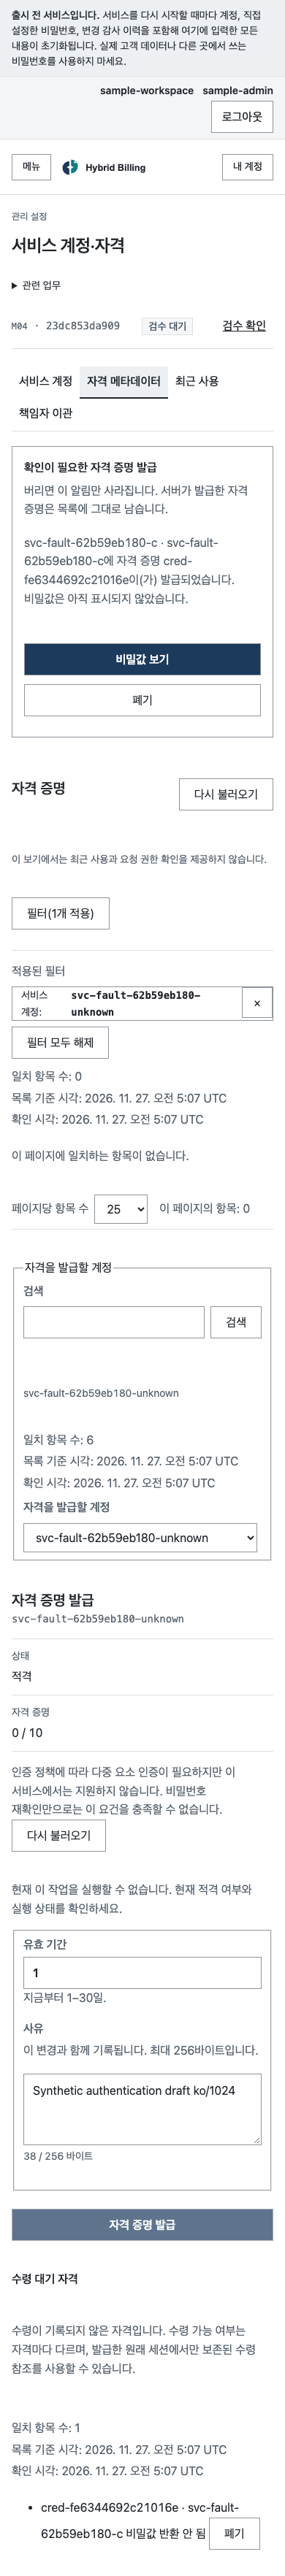 출시 전 서비스입니다. 서비스를 다시 시작할 때마다 계정, 직접
설정한 비밀번호, 변경 감사 이력을 포함해 여기에 입력한 모든
내용이 초기화됩니다. 실제 고객 데이터나 다른 곳에서 쓰는
비밀번호를 사용하지 마세요.
sample-workspace sample-admin
로그아웃
메뉴
Hybrid Billing
내 계정
관리 설정
서비스 계정·자격
▶ 관련 업무
M04 · 23dc853da909
검수 대기
검수 확인
서비스 계정
자격 메타데이터
최근 사용
책임자 이관
확인이 필요한 자격 증명 발급
버리면 이 알림만 사라집니다. 서버가 발급한 자격
증명은 목록에 그대로 남습니다.
svc-fault-62b59eb180-c · svc-fault-
62b59eb180-c에 자격 증명 cred-
fe6344692c21016e이(가) 발급되었습니다.
비밀값은 아직 표시되지 않았습니다.
비밀값 보기
폐기
자격 증명
다시 불러오기
이 보기에서는 최근 사용과 요청 권한 확인을 제공하지 않습니다.
필터(1개 적용)
적용된 필터
서비스 계정: svc-fault-62b59eb180-unknown
×
필터 모두 해제
일치 항목 수: 0
목록 기준 시각: 2026. 11. 27. 오전 5:07 UTC
확인 시각: 2026. 11. 27. 오전 5:07 UTC
이 페이지에 일치하는 항목이 없습니다.
페이지당 항목 수 25 이 페이지의 항목: 0
자격을 발급할 계정
검색
검색
svc-fault-62b59eb180-unknown
일치 항목 수: 6
목록 기준 시각: 2026. 11. 27. 오전 5:07 UTC
확인 시각: 2026. 11. 27. 오전 5:07 UTC
자격을 발급할 계정
svc-fault-62b59eb180-unknown
자격 증명 발급
svc-fault-62b59eb180-unknown
상태
적격
자격 증명
0 / 10
인증 정책에 따라 다중 요소 인증이 필요하지만 이
서비스에서는 지원하지 않습니다. 비밀번호
재확인만으로는 이 요건을 충족할 수 없습니다.
다시 불러오기
현재 이 작업을 실행할 수 없습니다. 현재 적격 여부와
실행 상태를 확인하세요.
유효 기간
1
지금부터 1–30일.
사유
이 변경과 함께 기록됩니다. 최대 256바이트입니다.
Synthetic authentication draft ko/1024
38 / 256 바이트
자격 증명 발급
수령 대기 자격
수령이 기록되지 않은 자격입니다. 수령 가능 여부는
자격마다 다르며, 발급한 원래 세션에서만 보존된 수령
참조를 사용할 수 있습니다.
일치 항목 수: 1
목록 기준 시각: 2026. 11. 27. 오전 5:07 UTC
확인 시각: 2026. 11. 27. 오전 5:07 UTC
• cred-fe6344692c21016e · svc-fault-
62b59eb180-c 비밀값 반환 안 됨 폐기